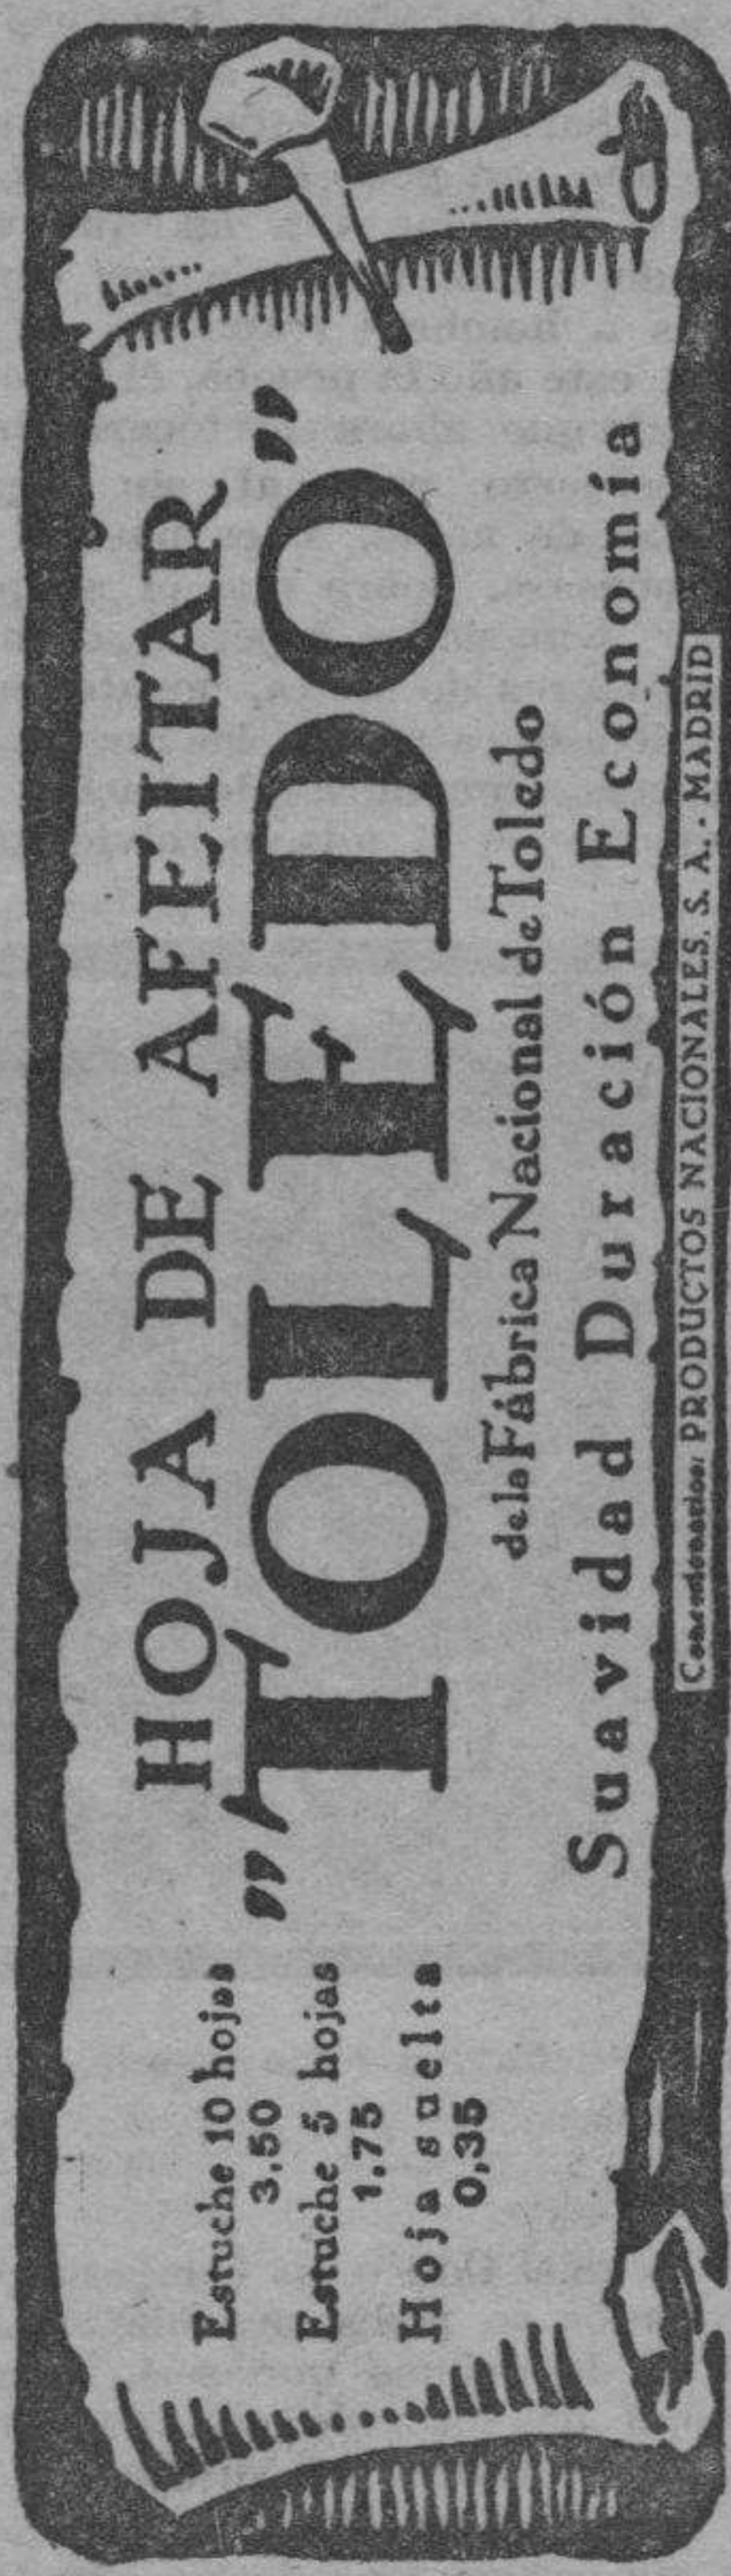 HOJA DE AFEITAR
"TOLEDO"
de la Fábrica Nacional de Toledo
Suavidad Duración Economía
Estuche 10 hojas
3,50
Estuche 5 hojas
1,75
Hoja suelta
0,35
Concesionarios: PRODUCTOS NACIONALES, S. A. - MADRID